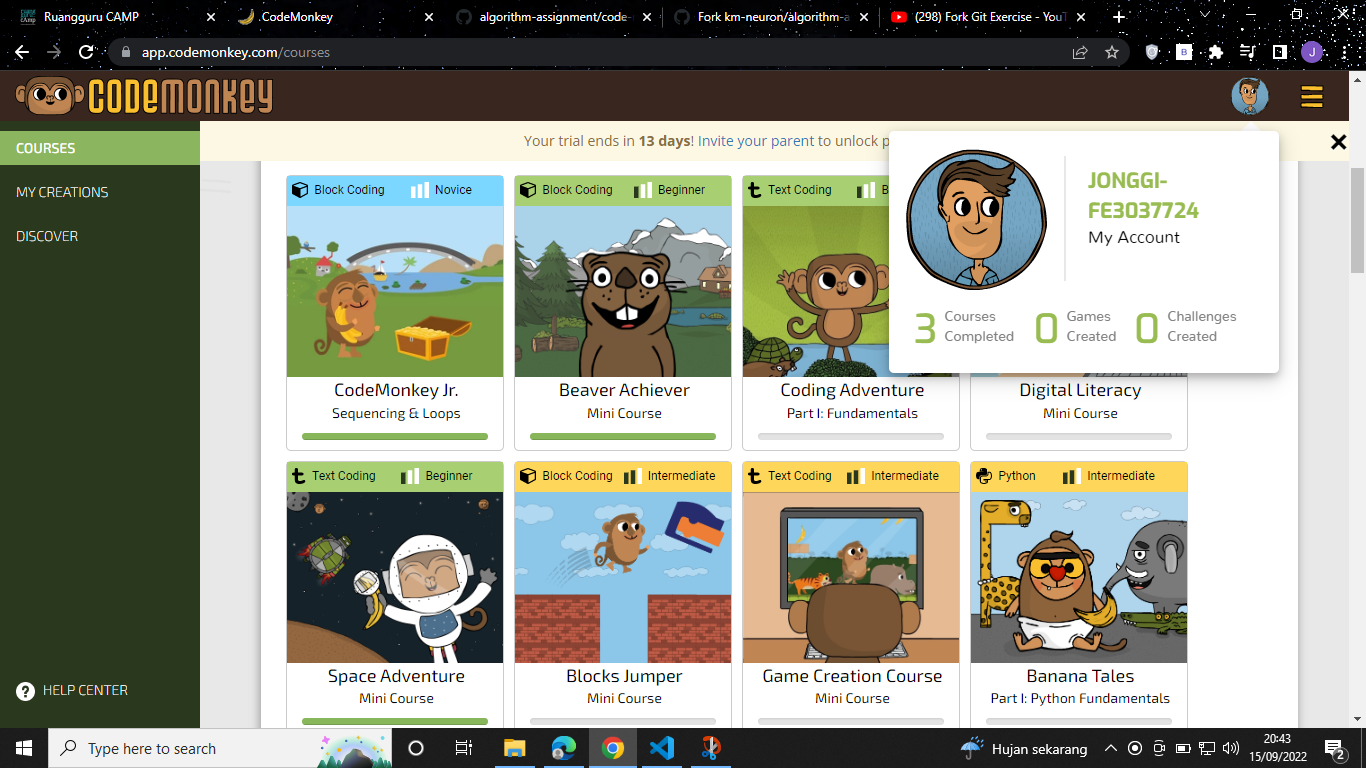 Ruangguru CAMP
CodeMonkey
algorithm-assignment/code-
Fork km-neuron/algorithm-a
(298) Fork Git Exercise - YouT
app.codemonkey.com/courses
J
CODEMONKEY
COURSES
MY CREATIONS
DISCOVER
HELP CENTER
Your trial ends in 13 days! Invite your parent to unlock p
JONGGI-
FE3037724
My Account
3 Courses Completed
0 Games Created
0 Challenges Created
Block Coding Novice
CodeMonkey Jr.
Sequencing & Loops
Block Coding Beginner
Beaver Achiever
Mini Course
Text Coding B
Coding Adventure
Part I: Fundamentals
Digital Literacy
Mini Course
Text Coding Beginner
Space Adventure
Mini Course
Block Coding Intermediate
Blocks Jumper
Mini Course
Text Coding Intermediate
Game Creation Course
Mini Course
Python Intermediate
Banana Tales
Part I: Python Fundamentals
Type here to search
Hujan sekarang
20:43
15/09/2022
2